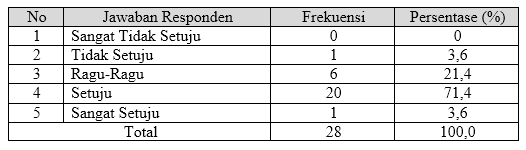 No Jawaban Responden Frekuensi Persentase (%)
1 Sangat Tidak Setuju 0 0
2 Tidak Setuju 1 3,6
3 Ragu-Ragu 6 21,4
4 Setuju 20 71,4
5 Sangat Setuju 1 3,6
Total 28 100,0